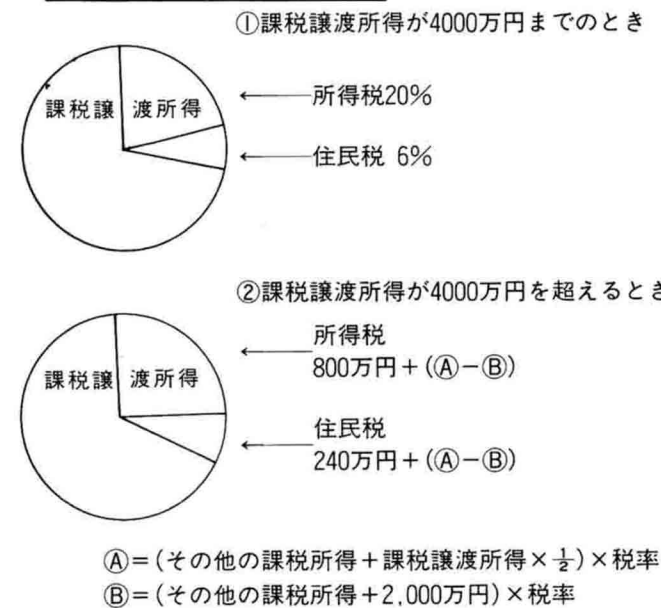 ①課税譲渡所得が4000万円までのとき
課税譲渡所得
所得税20%
住民税 6%
②課税譲渡所得が4000万円を超えるとき
課税譲渡所得
所得税
800万円+(Ⓐ-Ⓑ)
住民税
240万円+(Ⓐ-Ⓑ)
Ⓐ=(その他の課税所得+課税譲渡所得×½)×税率
Ⓑ=(その他の課税所得+2,000万円)×税率